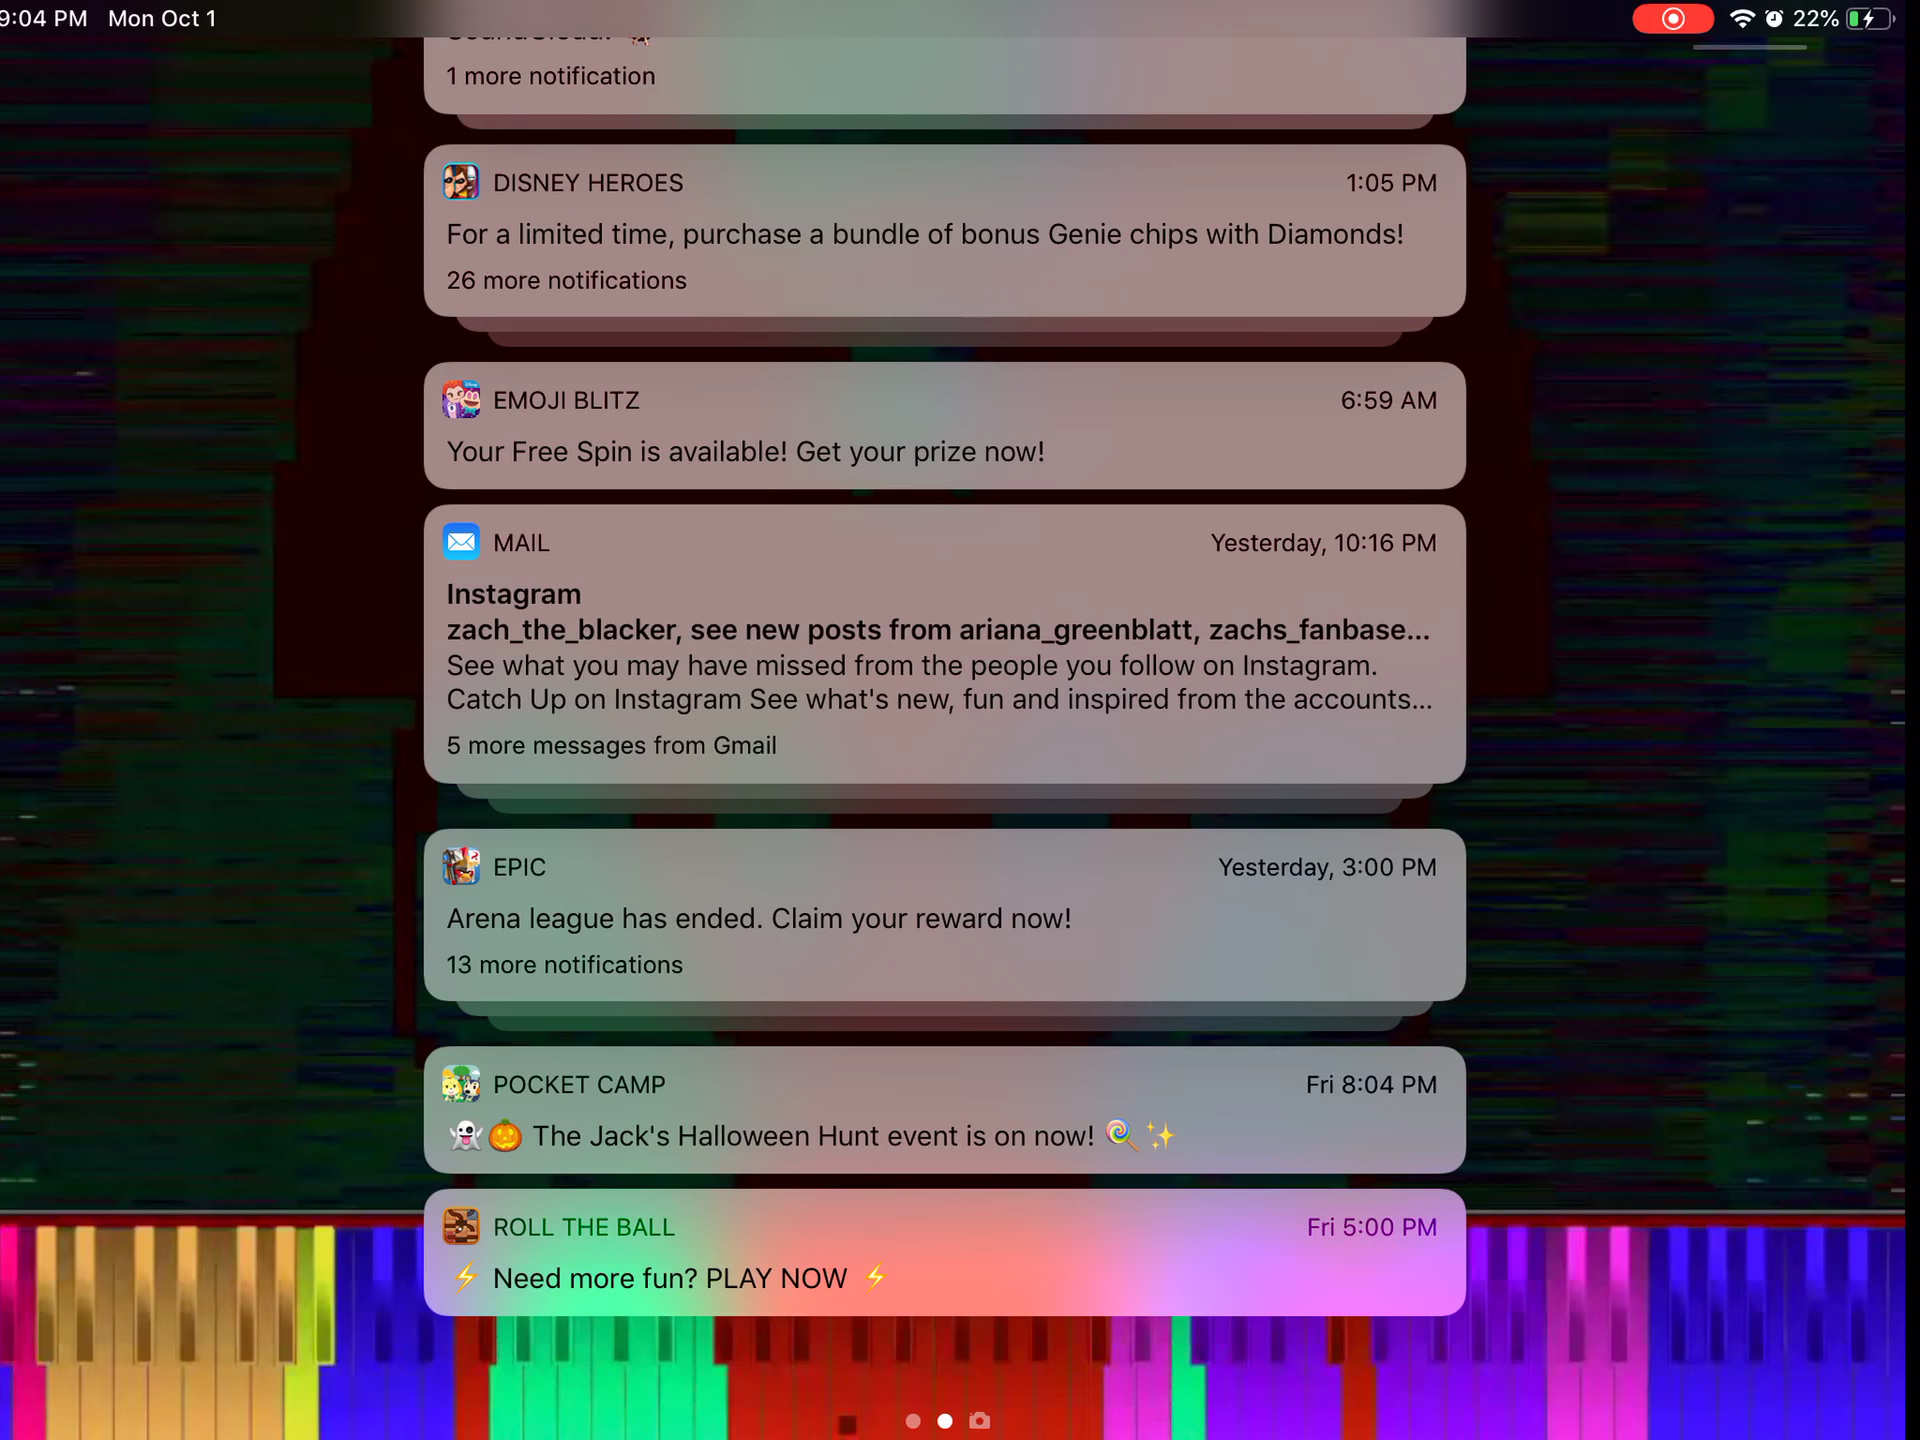 9:04 PM Mon Oct 1
22%
SoundCloud!
1 more notification
DISNEY HEROES 1:05 PM
For a limited time, purchase a bundle of bonus Genie chips with Diamonds!
26 more notifications
EMOJI BLITZ 6:59 AM
Your Free Spin is available! Get your prize now!
MAIL Yesterday, 10:16 PM
Instagram
zach_the_blacker, see new posts from ariana_greenblatt, zachs_fanbase...
See what you may have missed from the people you follow on Instagram.
Catch Up on Instagram See what's new, fun and inspired from the accounts...
5 more messages from Gmail
EPIC Yesterday, 3:00 PM
Arena league has ended. Claim your reward now!
13 more notifications
POCKET CAMP Fri 8:04 PM
👻🎃 The Jack's Halloween Hunt event is on now! 🍭✨
ROLL THE BALL Fri 5:00 PM
⚡ Need more fun? PLAY NOW ⚡